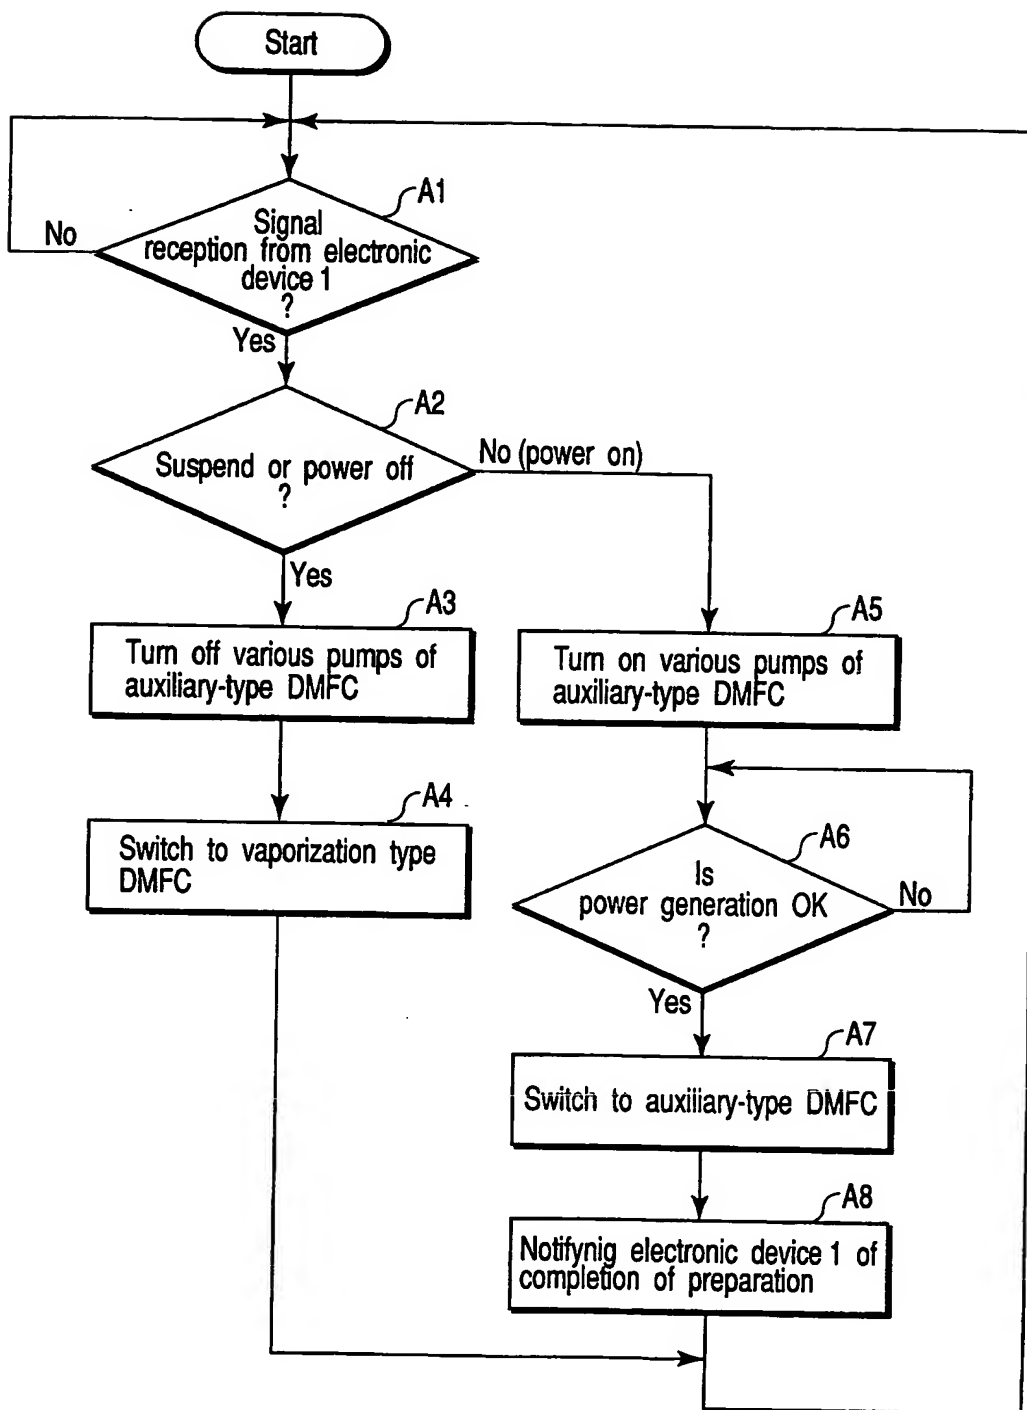 Start
A1
Signal
reception from electronic
device 1
?
No
Yes
A2
Suspend or power off
?
No (power on)
Yes
A3
Turn off various pumps of
auxiliary-type DMFC
A5
Turn on various pumps of
auxiliary-type DMFC
A4
Switch to vaporization type
DMFC
A6
Is
power generation OK
?
No
Yes
A7
Switch to auxiliary-type DMFC
A8
Notifynig electronic device 1 of
completion of preparation